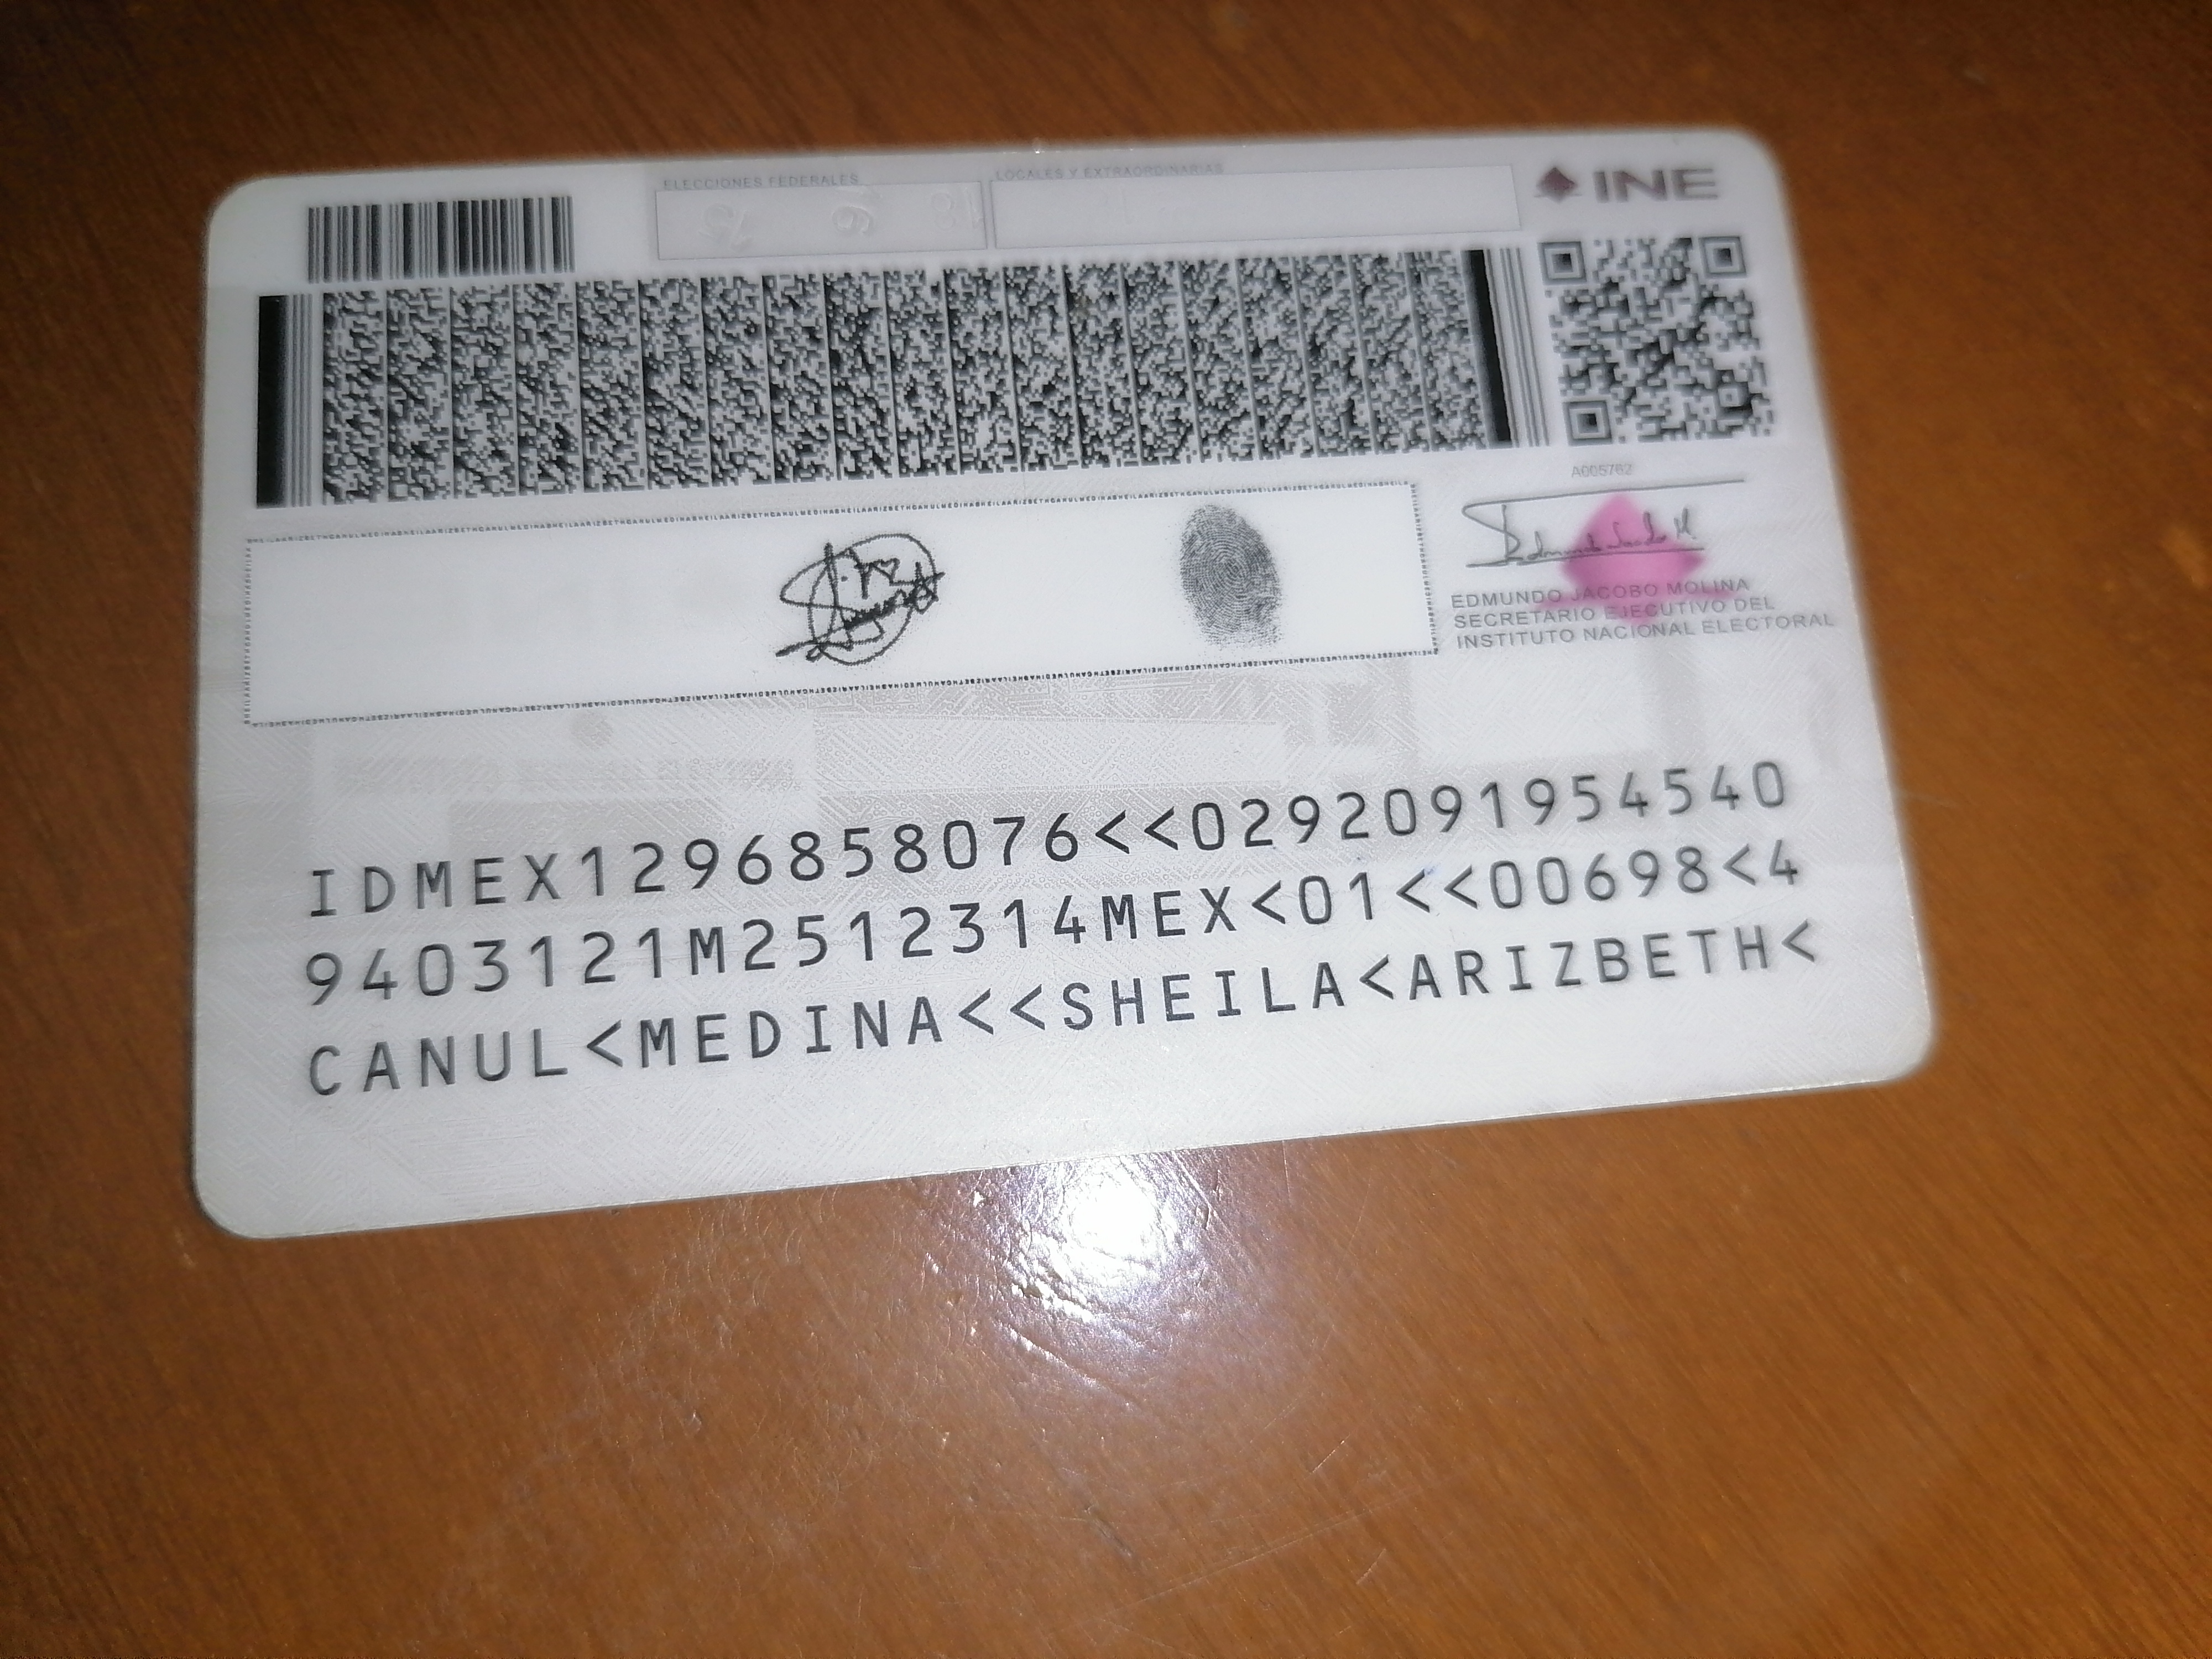 ELECCIONES FEDERALES
LOCALES Y EXTRAORDINARIAS
INE
A005762
EDMUNDO JACOBO MOLINA
SECRETARIO EJECUTIVO DEL
INSTITUTO NACIONAL ELECTORAL
IDMEX1296858076<<0292091954540
9403121M2512314MEX<01<<00698<4
CANUL<MEDINA<<SHEILA<ARIZBETH<